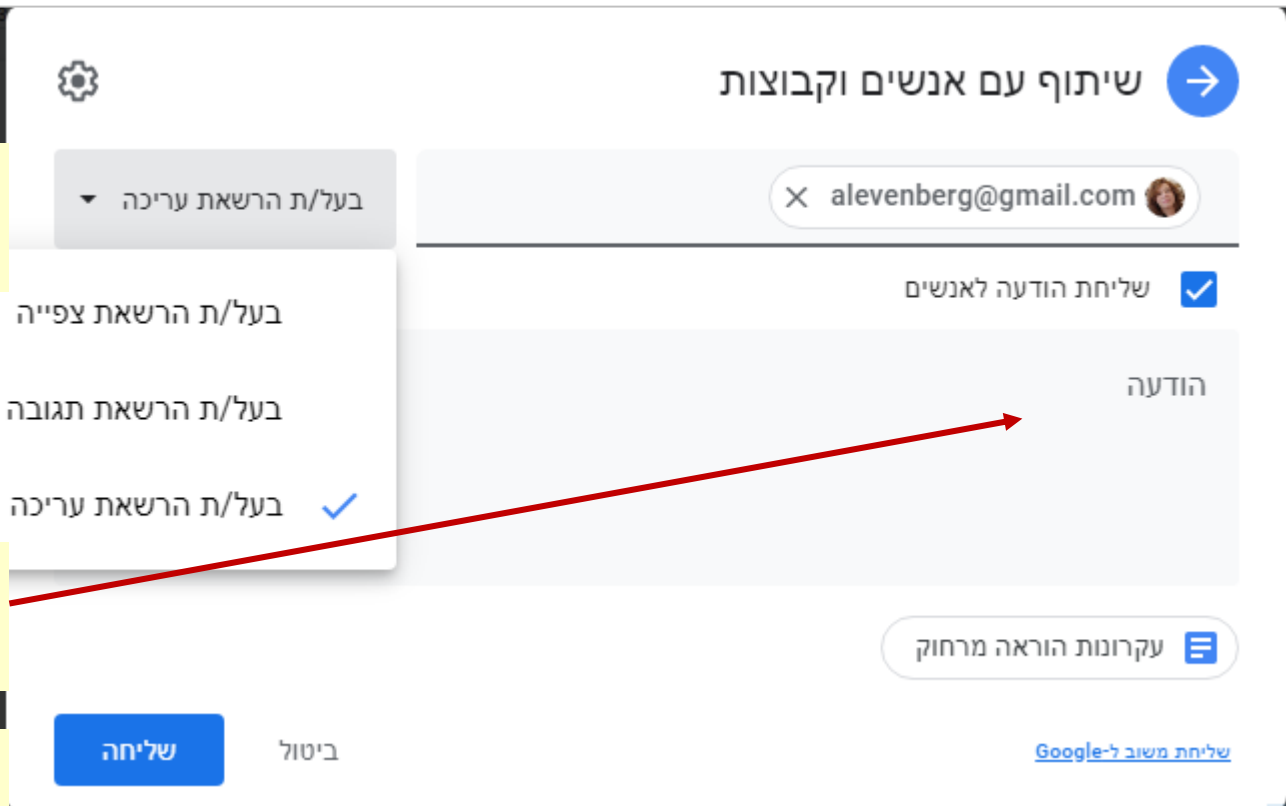 שיתוף עם אנשים וקבוצות
alevenberg@gmail.com
בעל/ת הרשאת עריכה
שליחת הודעה לאנשים
בעל/ת הרשאת צפייה
בעל/ת הרשאת תגובה
בעל/ת הרשאת עריכה
הודעה
עקרונות הוראה מרחוק
שליחת משוב ל-Google
ביטול
שליחה